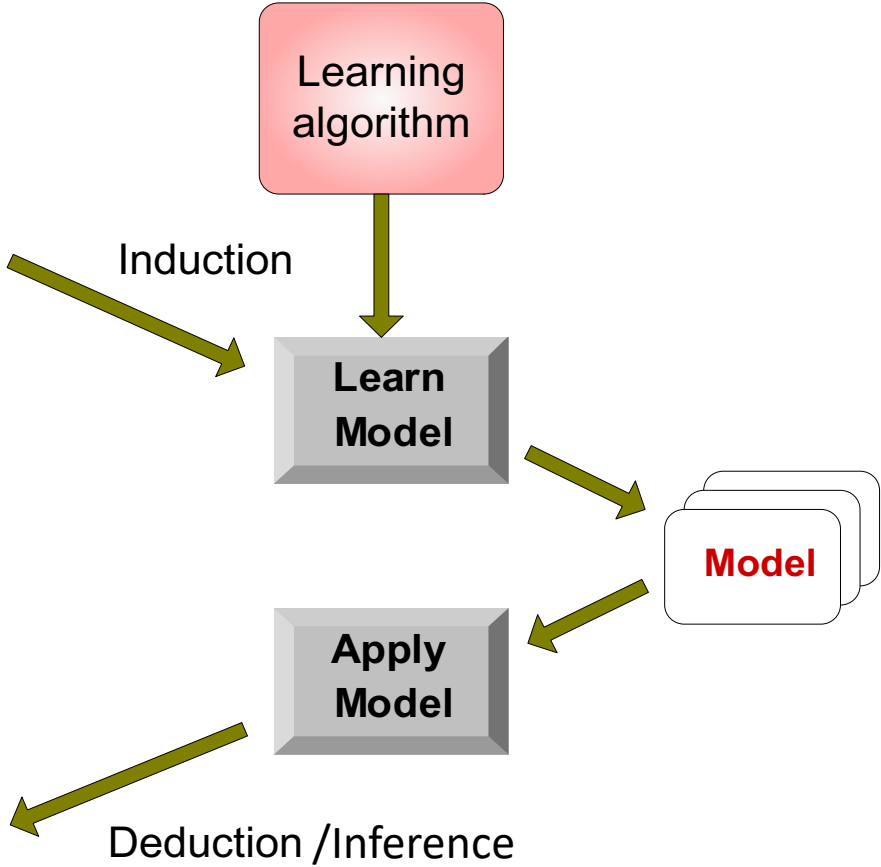 Learning
algorithm
Induction
Learn
Model
Model
Apply
Model
Deduction /Inference